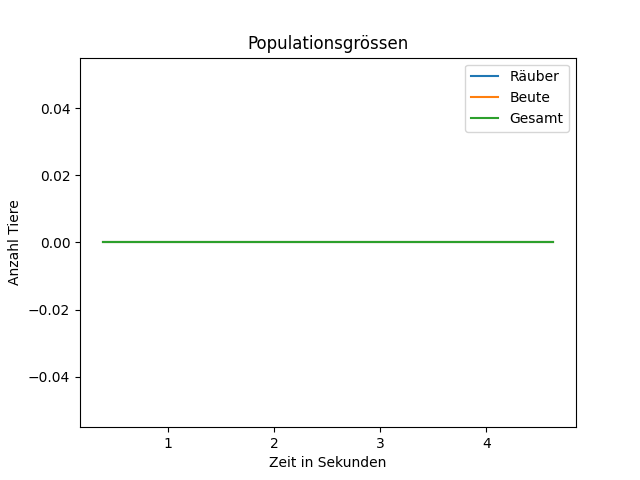 Populationsgrössen
Räuber
Beute
Gesamt
0.04
0.02
0.00
−0.02
−0.04
Anzahl Tiere
1 2 3 4
Zeit in Sekunden